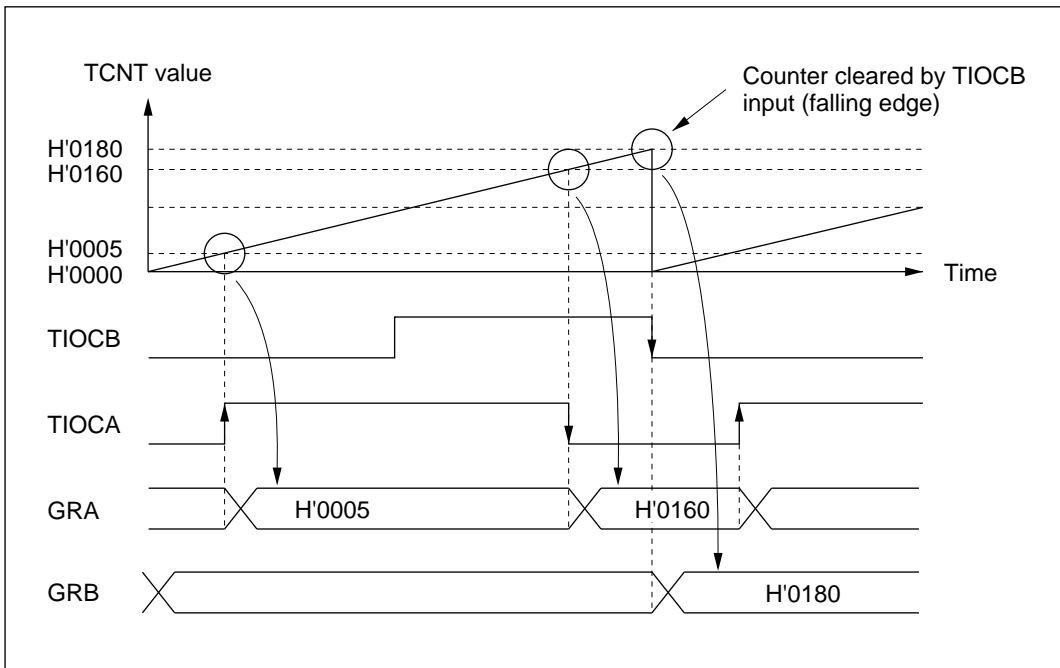 TCNT value
Counter cleared by TIOCB
input (falling edge)
H'0180
H'0160
H'0005
H'0000
Time
TIOCB
TIOCA
GRA
H'0005
H'0160
GRB
H'0180